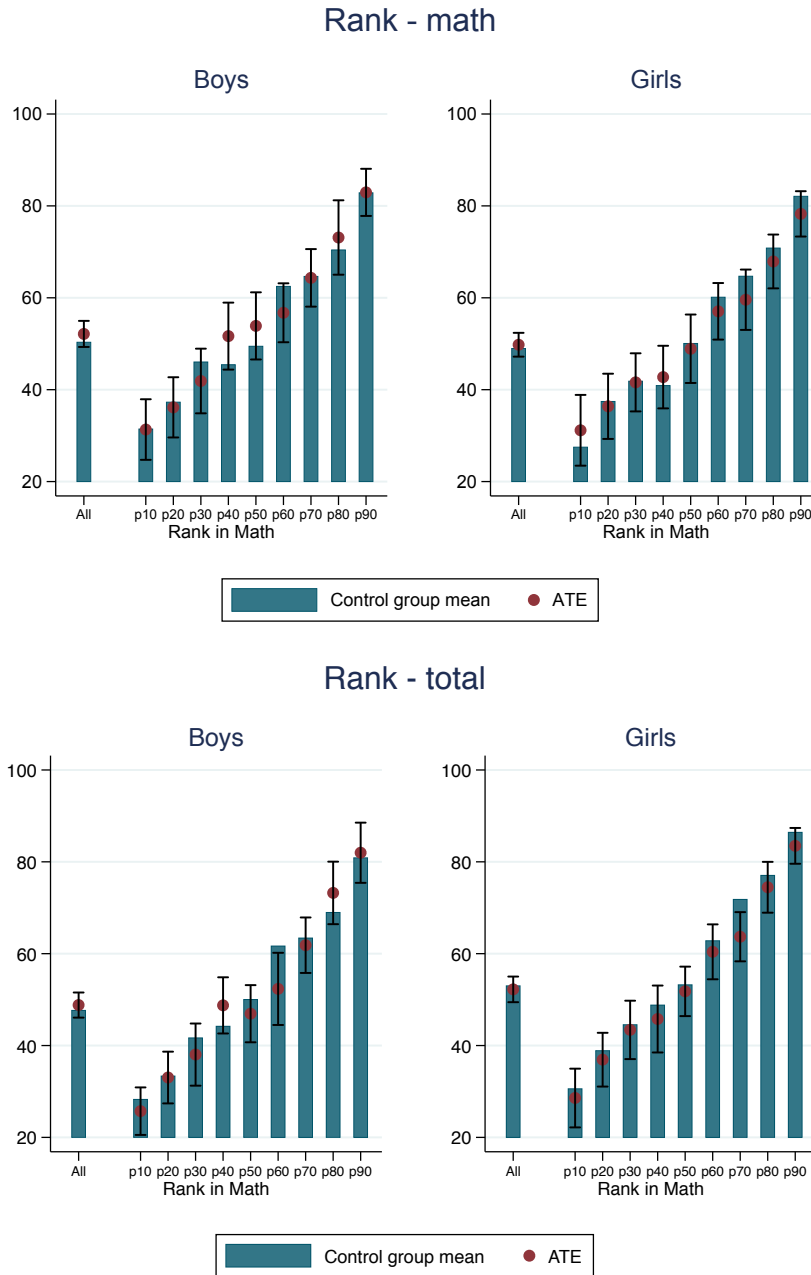 Rank - math
Boys
Girls
100
80
60
40
20
All p10 p20 p30 p40 p50 p60 p70 p80 p90
Rank in Math
100
80
60
40
20
All p10 p20 p30 p40 p50 p60 p70 p80 p90
Rank in Math
Control group mean ATE
Rank - total
Boys
Girls
100
80
60
40
20
All p10 p20 p30 p40 p50 p60 p70 p80 p90
Rank in Math
100
80
60
40
20
All p10 p20 p30 p40 p50 p60 p70 p80 p90
Rank in Math
Control group mean ATE